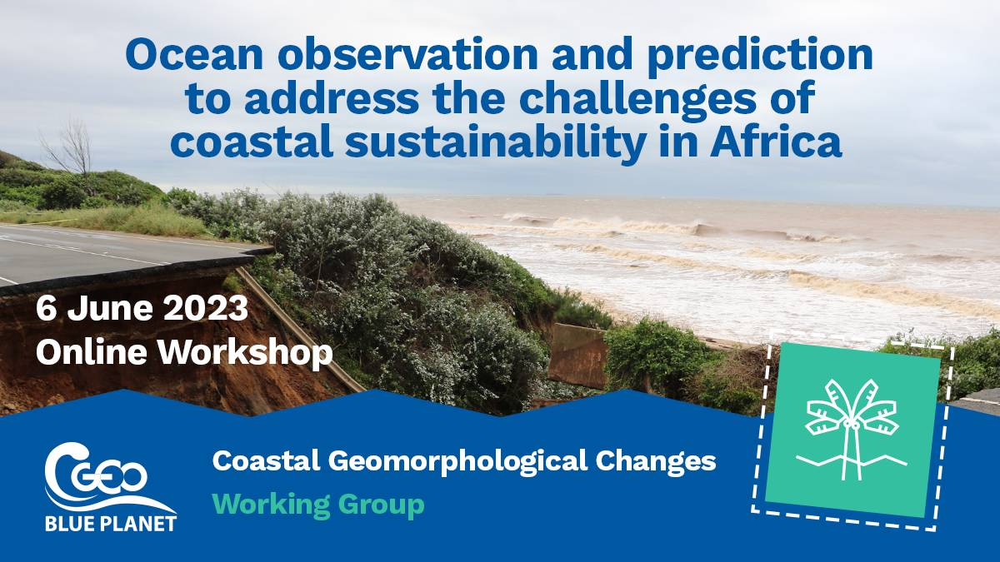 Ocean observation and prediction
to address the challenges of
coastal sustainability in Africa
6 June 2023
Online Workshop
GEO
BLUE PLANET
Coastal Geomorphological Changes
Working Group